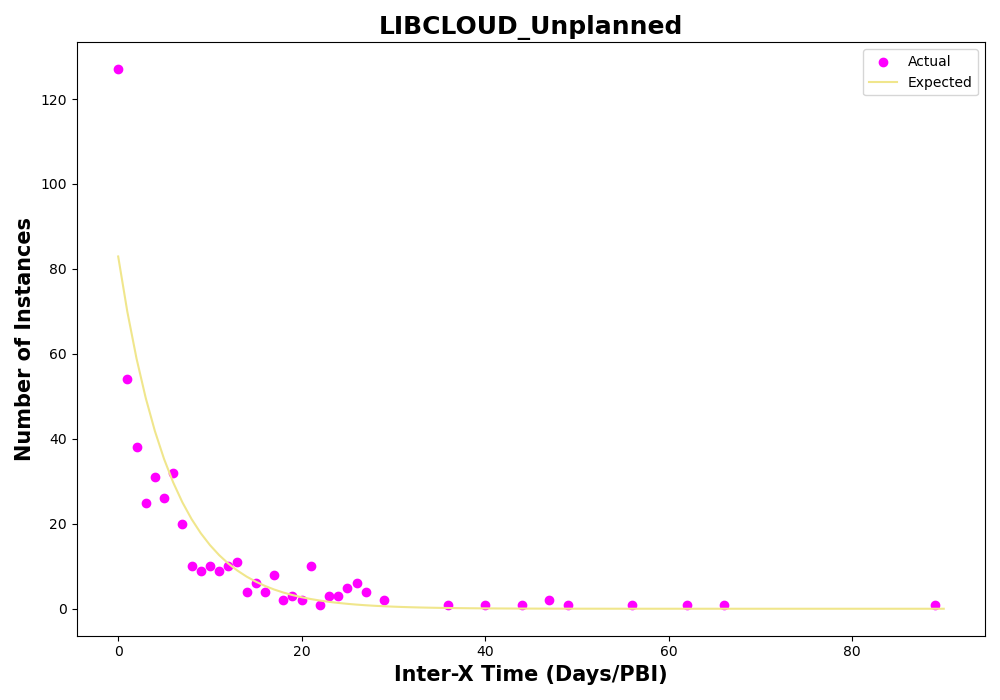 LIBCLOUD_Unplanned
Actual
Expected
Number of Instances
120
100
80
60
40
20
0
0
20
40
60
80
Inter-X Time (Days/PBI)